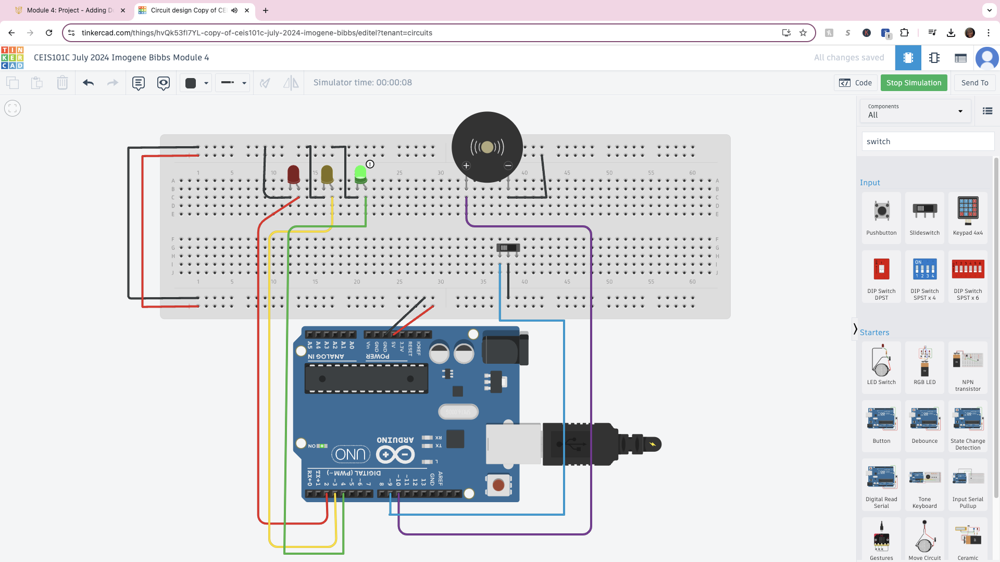 Module 4: Project - Adding D
Circuit design Copy of CE
tinkercad.com/things/hvQk53fI7YL-copy-of-ceis101c-july-2024-imogene-bibbs/editel?tenant=circuits
TIN
KER
CAD
CEIS101C July 2024 Imogene Bibbs Module 4
All changes saved
Simulator time: 00:00:08
Code
Stop Simulation
Send To
Components
All
switch
Input
Pushbutton
Slideswitch
Keypad 4x4
DIP Switch DPST
DIP Switch SPST x 4
DIP Switch SPST x 6
Starters
LED Switch
RGB LED
NPN transistor
Button
Debounce
State Change Detection
Digital Read Serial
Tone Keyboard
Input Serial Pullup
Gestures
Move Circuit
Ceramic
1 5 10 15 25 30 40 45 50 55 60
A A
B B
C C
D D
E E
F F
G G
H H
I I
J J
1 5 10 15 20 25 30 35 40 45 50 55 60
A5 A4 A3 A2 A1 A0
Vin GND GND 5V 3.3V RESET IOREF
ANALOG IN
POWER
ARDUINO
UNO
ON
RX
TX
L
DIGITAL (PWM~)
RX←0 TX→1 2 ~3 4 ~5 ~6 7 8 ~9 ~10 ~11 12 13 GND AREF